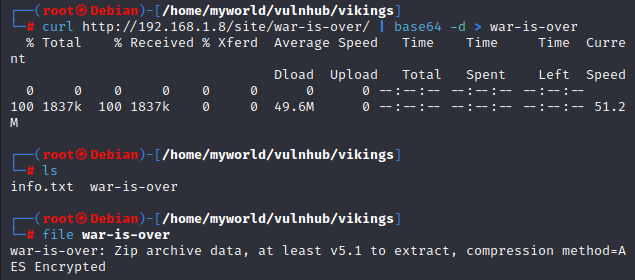 ┌──(root㉿Debian)-[/home/myworld/vulnhub/vikings]
└─# curl http://192.168.1.8/site/war-is-over/ | base64 -d > war-is-over
  % Total    % Received % Xferd  Average Speed   Time    Time     Time  Curre
nt
                                 Dload  Upload   Total   Spent    Left  Speed
  0     0    0     0    0     0      0      0 --:--:-- --:--:-- --:--:--
100 1837k  100 1837k    0     0  49.6M      0 --:--:-- --:--:-- --:--:-- 51.2
M
┌──(root㉿Debian)-[/home/myworld/vulnhub/vikings]
└─# ls
info.txt  war-is-over
┌──(root㉿Debian)-[/home/myworld/vulnhub/vikings]
└─# file war-is-over
war-is-over: Zip archive data, at least v5.1 to extract, compression method=A
ES Encrypted